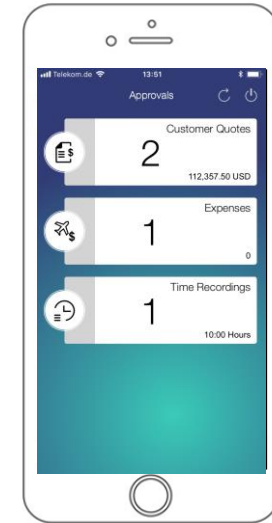 Telekom.de 13:51
Approvals
$
Customer Quotes
2
112,357.50 USD
$
Expenses
1
0
Time Recordings
1
10:00 Hours